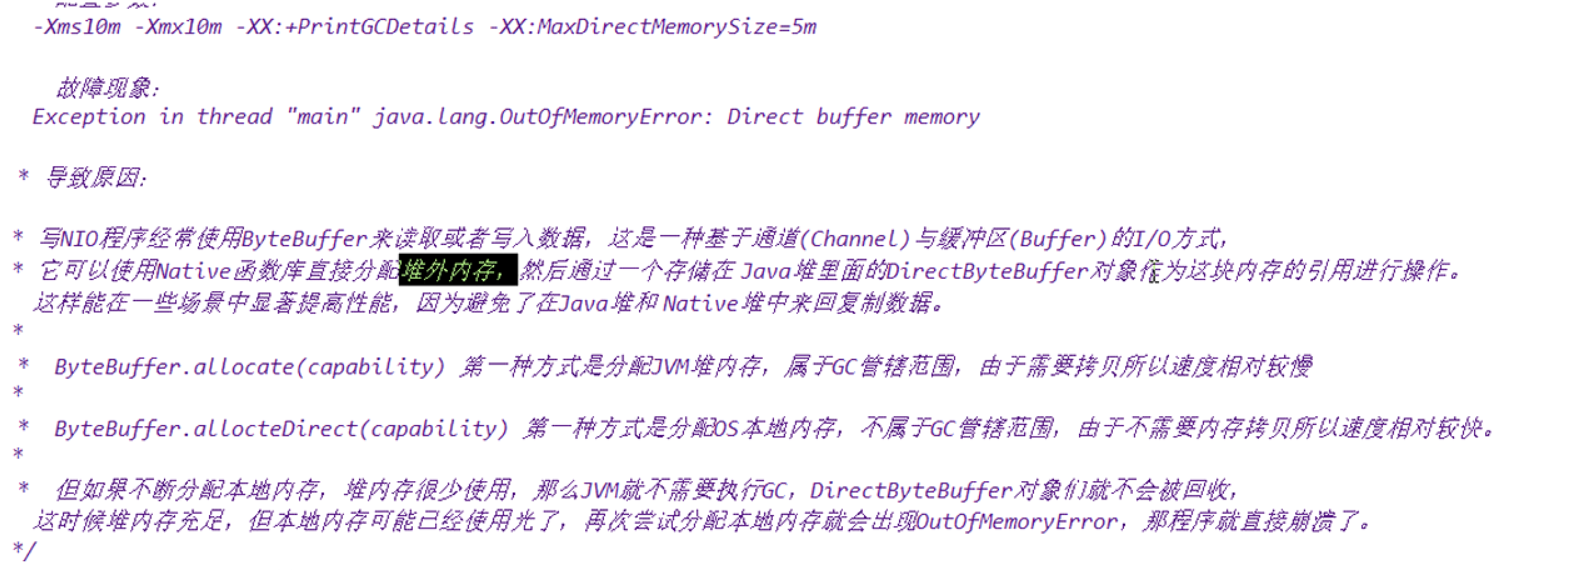 配置参数：
-Xms10m -Xmx10m -XX:+PrintGCDetails -XX:MaxDirectMemorySize=5m
故障现象：
Exception in thread "main" java.lang.OutOfMemoryError: Direct buffer memory
* 导致原因：
* 写NIO程序经常使用ByteBuffer来读取或者写入数据，这是一种基于通道(Channel)与缓冲区(Buffer)的I/O方式，
* 它可以使用Native函数库直接分配堆外内存，然后通过一个存储在Java堆里面的DirectByteBuffer对象作为这块内存的引用进行操作。
这样能在一些场景中显著提高性能，因为避免了在Java堆和Native堆中来回复制数据。
*
* ByteBuffer.allocate(capability) 第一种方式是分配JVM堆内存，属于GC管辖范围，由于需要拷贝所以速度相对较慢
*
* ByteBuffer.allocteDirect(capability) 第一种方式是分配OS本地内存，不属于GC管辖范围，由于不需要内存拷贝所以速度相对较快。
*
* 但如果不断分配本地内存，堆内存很少使用，那么JVM就不需要执行GC，DirectByteBuffer对象们就不会被回收，
这时候堆内存充足，但本地内存可能已经使用光了，再次尝试分配本地内存就会出现OutOfMemoryError，那程序就直接崩溃了。
*/